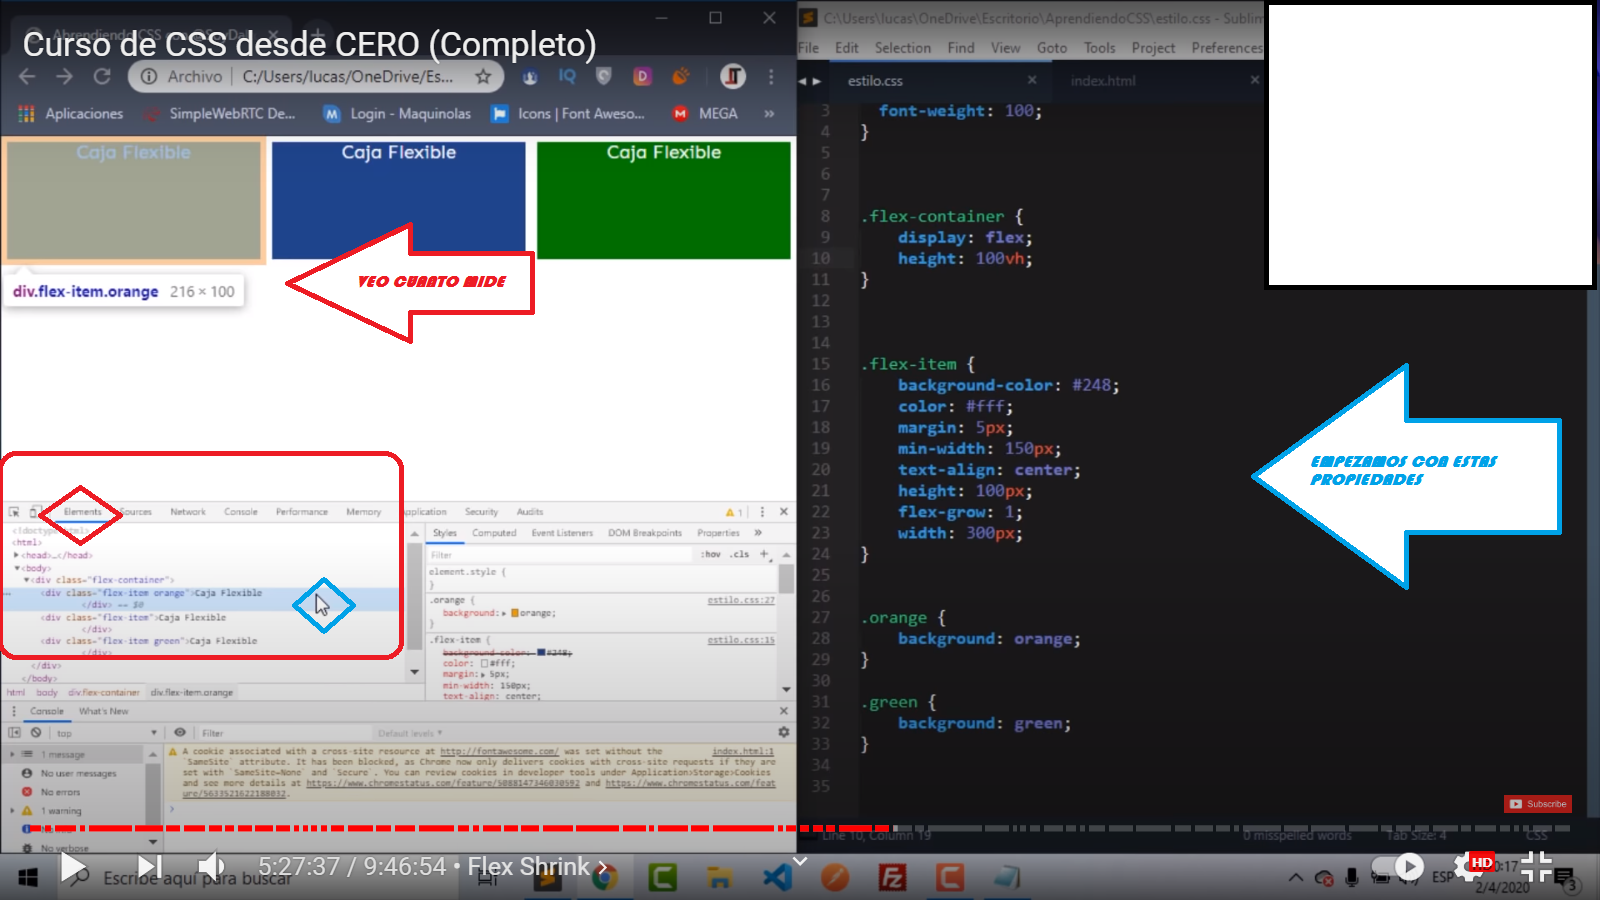 Curso de CSS desde CERO (Completo)
Archivo | C:/Users/lucas/OneDrive/Es...
Aplicaciones SimpleWebRTC De... Login - Maquinolas Icons | Font Aweso... MEGA »
Caja Flexible Caja Flexible Caja Flexible
div.flex-item.orange 216 × 100
VEO CUANTO MIDE
Elements Sources Network Console Performance Memory Application Security Audits 1
<!doctype html>
<html>
<head>…</head>
<body>
<div class="flex-container">
<div class="flex-item orange">Caja Flexible
</div> == $0
<div class="flex-item">Caja Flexible
</div>
<div class="flex-item green">Caja Flexible
</div>
</div>
</body>
html body div.flex-container div.flex-item.orange
Styles Computed Event Listeners DOM Breakpoints Properties »
Filter :hov .cls +
element.style {
}
.orange { estilo.css:27
background: orange;
}
.flex-item { estilo.css:15
background-color: #248;
color: #fff;
margin: 5px;
min-width: 150px;
text-align: center;
Console What's New
top Filter Default levels
1 message
No user messages
No errors
1 warning
No verbose
A cookie associated with a cross-site resource at http://fontawesome.com/ was set without the index.html:1
`SameSite` attribute. It has been blocked, as Chrome now only delivers cookies with cross-site requests if they are
set with `SameSite=None` and `Secure`. You can review cookies in developer tools under Application>Storage>Cookies
and see more details at https://www.chromestatus.com/feature/5088147346030592 and https://www.chromestatus.com/feat
ure/5633521622188032.
C:\Users\lucas\OneDrive\Escritorio\AprendiendoCSS\estilo.css - Sublim
File Edit Selection Find View Goto Tools Project Preferences
estilo.css index.html
3 font-weight: 100;
4 }
5
6
7
8 .flex-container {
9 display: flex;
10 height: 100vh;
11 }
12
13
14
15 .flex-item {
16 background-color: #248;
17 color: #fff;
18 margin: 5px;
19 min-width: 150px;
20 text-align: center;
21 height: 100px;
22 flex-grow: 1;
23 width: 300px;
24 }
25
26
27 .orange {
28 background: orange;
29 }
30
31 .green {
32 background: green;
33 }
34
35
EMPEZAMOS CON ESTAS
PROPIEDADES
Subscribe
Line 10, Column 19 0 misspelled words Tab Size: 4 CSS
5:27:37 / 9:46:54 • Flex Shrink
HD
Escribe aquí para buscar
ESP
2/4/2020
3